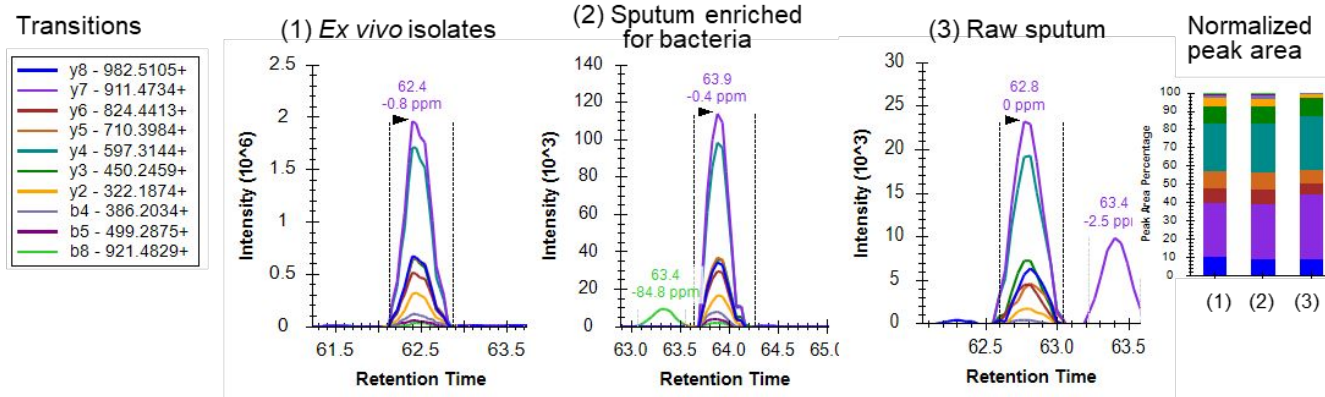 Transitions
y8 - 982.5105+
y7 - 911.4734+
y6 - 824.4413+
y5 - 710.3984+
y4 - 597.3144+
y3 - 450.2459+
y2 - 322.1874+
b4 - 386.2034+
b5 - 499.2875+
b8 - 921.4829+
(1) Ex vivo isolates
Intensity (10^6)
2.5
2
1.5
1
0.5
0
62.4
-0.8 ppm
61.5 62.5 63.5
Retention Time
(2) Sputum enriched
for bacteria
Intensity (10^3)
140
120
100
80
60
40
20
0
63.9
-0.4 ppm
63.4
-84.8 ppm
63.0 63.5 64.0 64.5 65.0
Retention Time
(3) Raw sputum
Intensity (10^3)
30
25
20
15
10
5
0
62.8
0 ppm
63.4
-2.5 ppm
62.5 63.0 63.5
Retention Time
Normalized
peak area
Peak Area Percentage
100
90
80
70
60
50
40
30
20
10
0
(1) (2) (3)